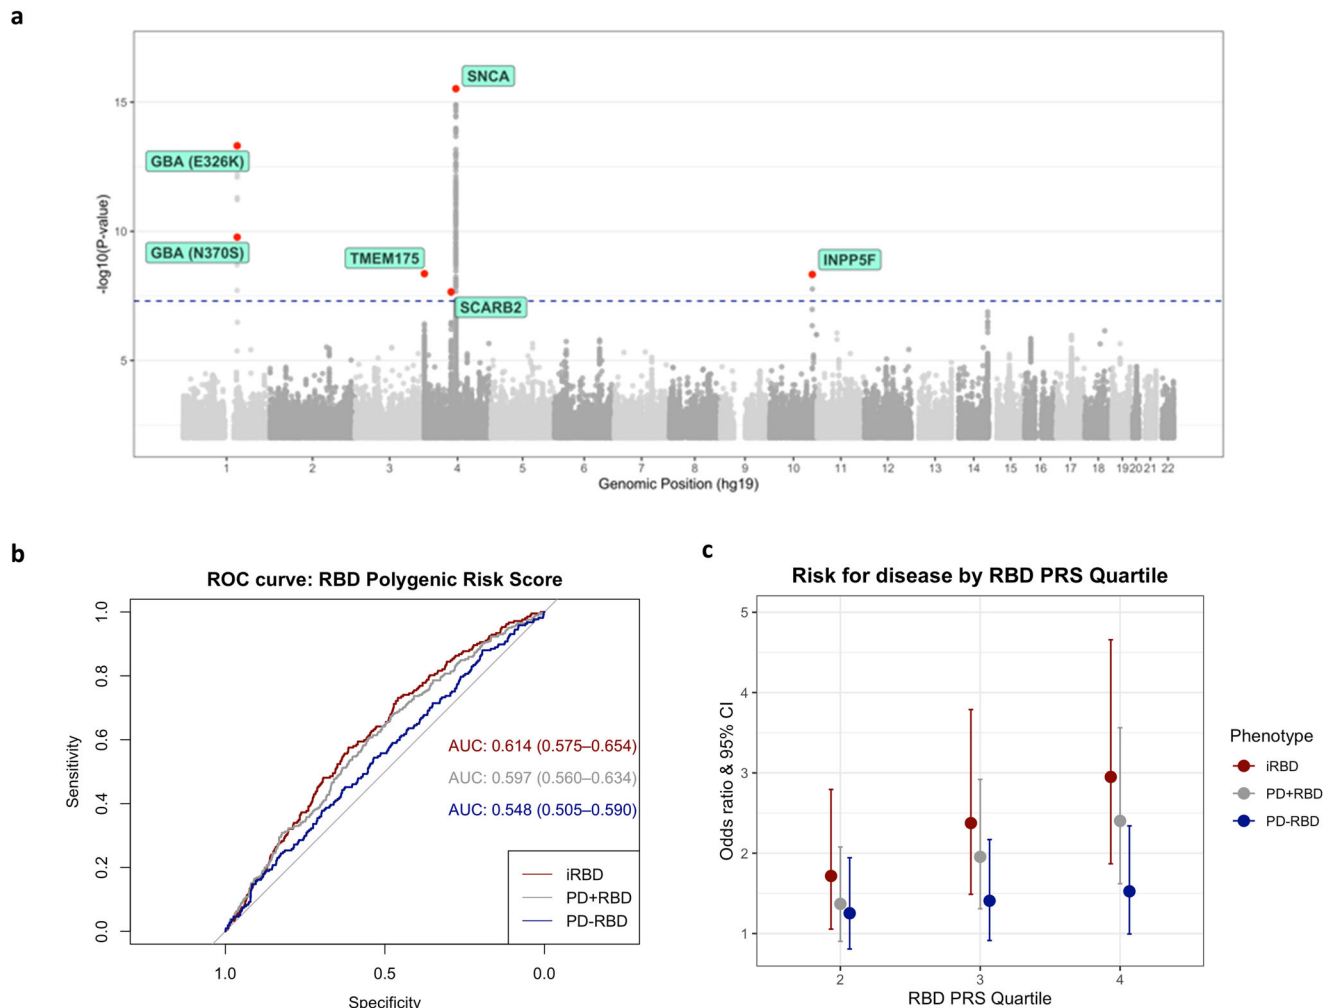 a
SNCA
15
GBA (E326K)
-log10(P-value)
10
GBA (N370S)
TMEM175
INPP5F
SCARB2
5
1 2 3 4 5 6 7 8 9 10 11 12 13 14 15 16 17 18 19 20 21 22
Genomic Position (hg19)
b
ROC curve: RBD Polygenic Risk Score
1.0
0.8
0.6
0.4
0.2
0.0
Sensitivity
AUC: 0.614 (0.575–0.654)
AUC: 0.597 (0.560–0.634)
AUC: 0.548 (0.505–0.590)
iRBD
PD+RBD
PD-RBD
1.0 0.5 0.0
Specificity
c
Risk for disease by RBD PRS Quartile
5
4
3
2
1
Odds ratio & 95% CI
2 3 4
RBD PRS Quartile
Phenotype
iRBD
PD+RBD
PD-RBD